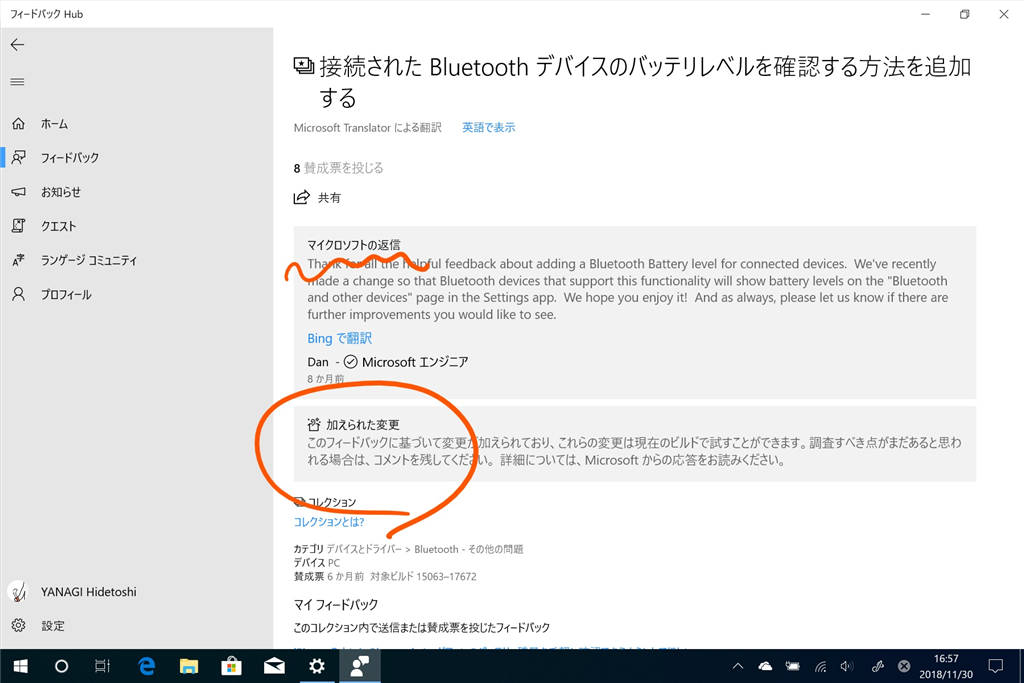 フィードバック Hub
ホーム
フィードバック
お知らせ
クエスト
ランゲージ コミュニティ
プロフィール
YANAGI Hidetoshi
設定
接続された Bluetooth デバイスのバッテリレベルを確認する方法を追加
する
Microsoft Translator による翻訳 英語で表示
8 賛成票を投じる
共有
マイクロソフトの返信
Thank for all the helpful feedback about adding a Bluetooth Battery level for connected devices. We've recently
made a change so that Bluetooth devices that support this functionality will show battery levels on the "Bluetooth
and other devices" page in the Settings app. We hope you enjoy it! And as always, please let us know if there are
further improvements you would like to see.
Bing で翻訳
Dan - Microsoft エンジニア
8 か月前
加えられた変更
このフィードバックに基づいて変更が加えられており、これらの変更は現在のビルドで試すことができます。調査すべき点がまだあると思わ
れる場合は、コメントを残してください。詳細については、Microsoft からの応答をお読みください。
コレクション
コレクションとは?
カテゴリ デバイスとドライバー > Bluetooth - その他の問題
デバイス PC
賛成票 6 か月前 対象ビルド 15063–17672
マイ フィードバック
このコレクション内で送信または賛成票を投じたフィードバック
16:57
2018/11/30